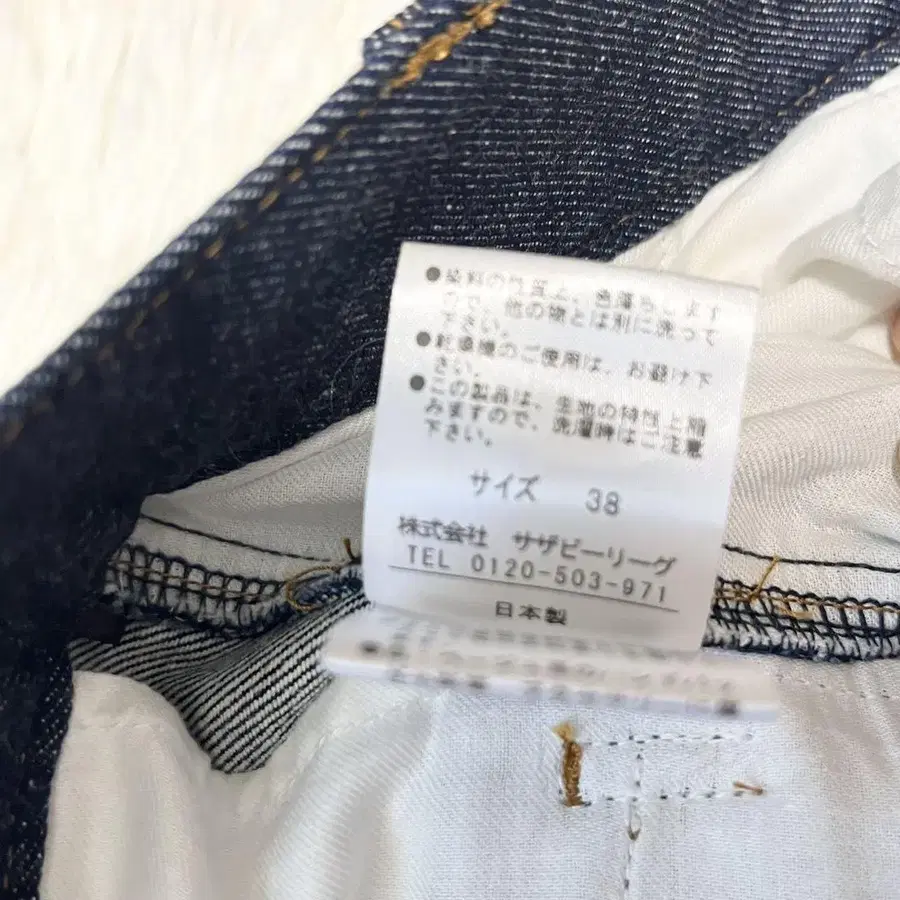 ●染料の性質上、色落ちします
ので、他の物とは別に洗って
下さい。
●乾燥機のご使用は、お避け下
さい。
●この製品は、生地の特性上縮
みますので、洗濯時はご注意
下さい。
サイズ 38
株式会社 サザビーリーグ
TEL 0120-503-971
日本製